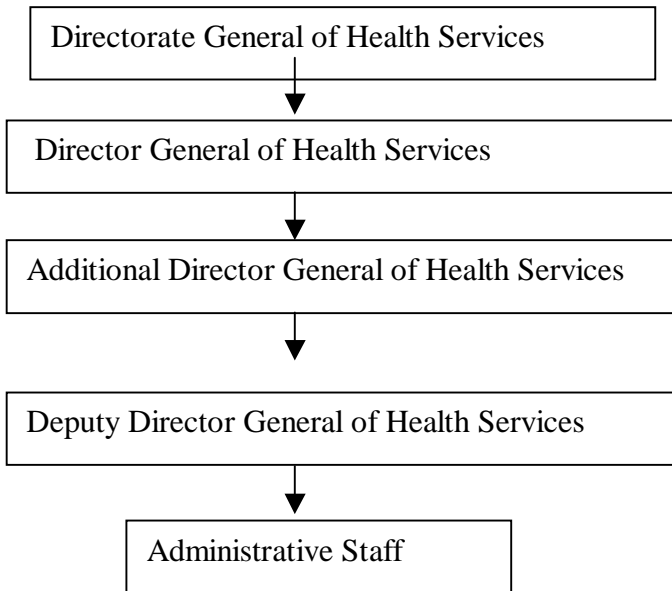 Directorate General of Health Services
Director General of Health Services
Additional Director General of Health Services
Deputy Director General of Health Services
Administrative Staff